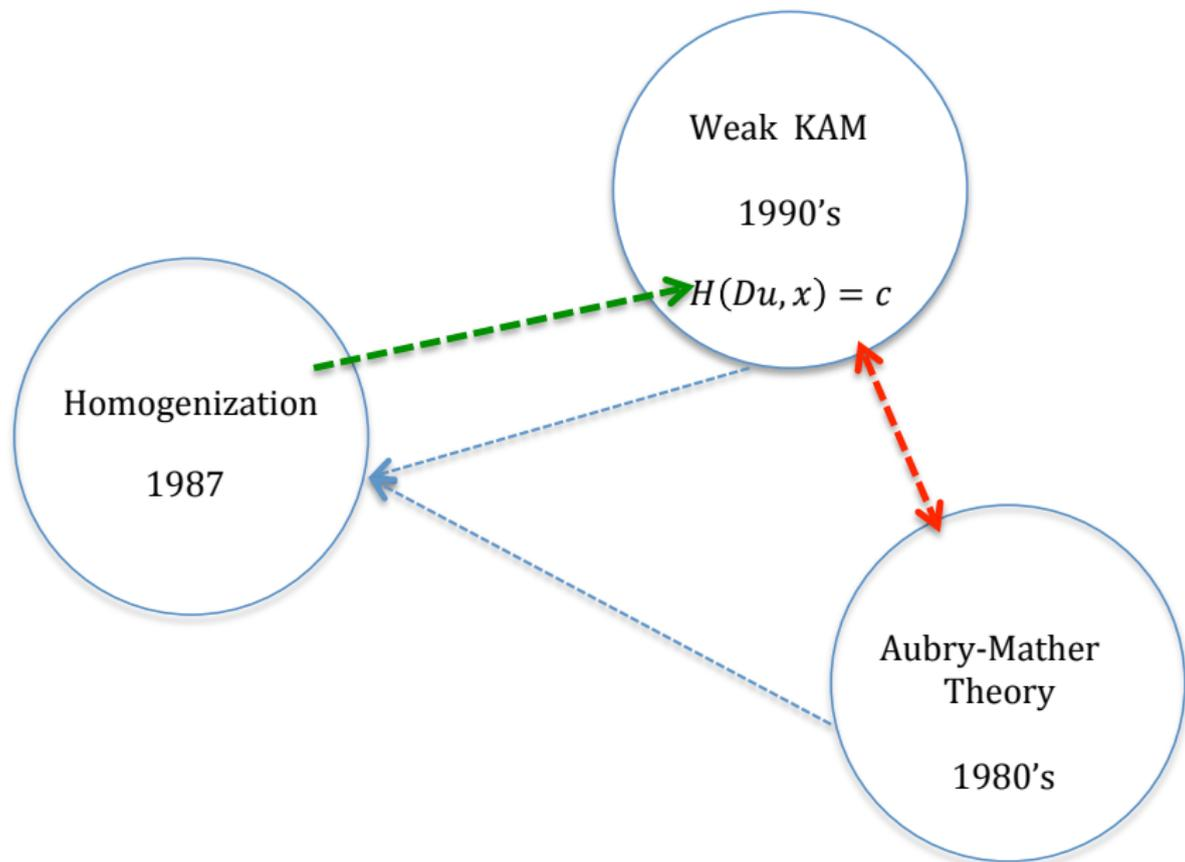 Weak KAM
1990’s
H(Du, x) = c
Homogenization
1987
Aubry-Mather
Theory
1980’s